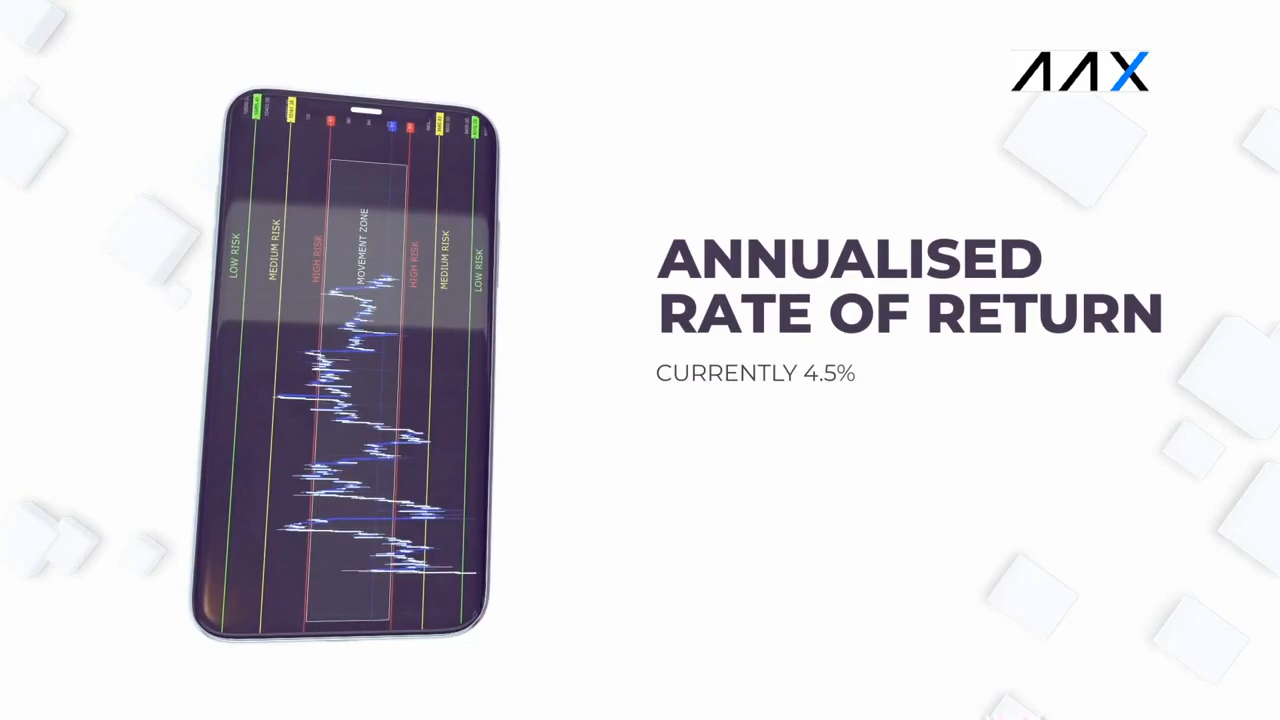 AAX
ANNUALISED
RATE OF RETURN
CURRENTLY 4.5%
LOW RISK
MEDIUM RISK
HIGH RISK
MOVEMENT ZONE
HIGH RISK
MEDIUM RISK
LOW RISK